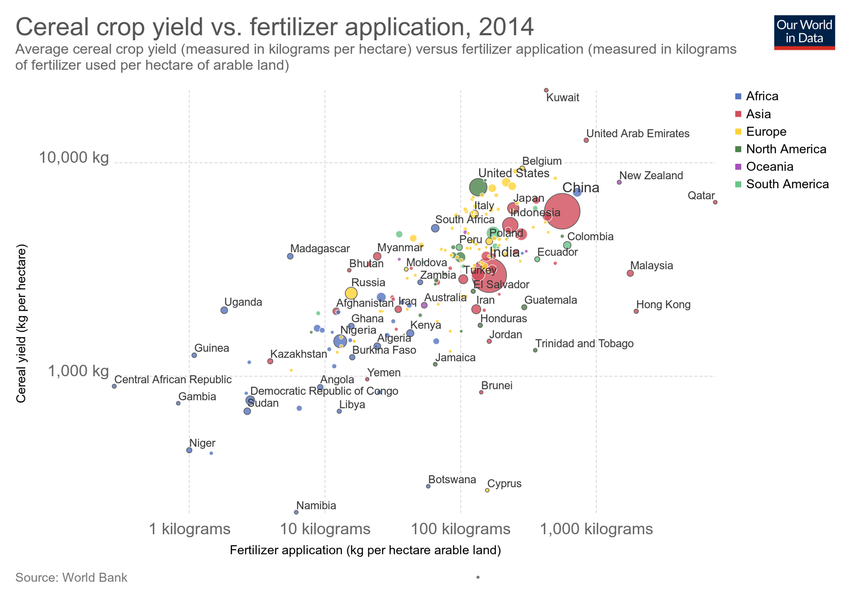 Cereal crop yield vs. fertilizer application, 2014
Average cereal crop yield (measured in kilograms per hectare) versus fertilizer application (measured in kilograms
of fertilizer used per hectare of arable land)
Our World
in Data
Kuwait
Africa
Asia
Europe
North America
Oceania
South America
United Arab Emirates
10,000 kg
Belgium
United States
New Zealand
China
Qatar
Japan
Italy
Indonesia
South Africa
Poland
Colombia
Peru
Madagascar
Myanmar
India
Ecuador
Bhutan
Moldova
Malaysia
Zambia
Turkey
Russia
El Salvador
Uganda
Afghanistan
Iraq
Australia
Iran
Guatemala
Hong Kong
Ghana
Honduras
Nigeria
Kenya
Algeria
Jordan
Guinea
Kazakhstan
Burkina Faso
Trinidad and Tobago
Jamaica
1,000 kg
Central African Republic
Angola
Yemen
Democratic Republic of Congo
Brunei
Gambia
Sudan
Libya
Niger
Botswana
Cyprus
Namibia
Cereal yield (kg per hectare)
1 kilograms
10 kilograms
100 kilograms
1,000 kilograms
Fertilizer application (kg per hectare arable land)
Source: World Bank